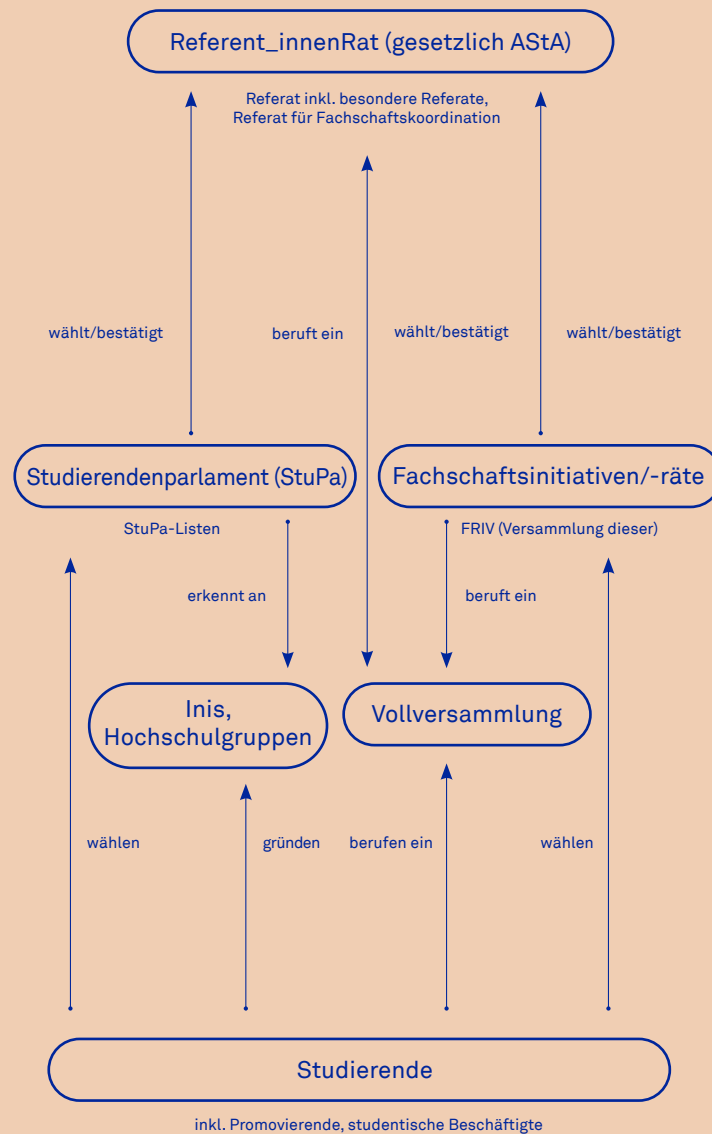 Referent_innenRat (gesetzlich AStA)
Referat inkl. besondere Referate,
Referat für Fachschaftskoordination
wählt/bestätigt
beruft ein
wählt/bestätigt
wählt/bestätigt
Studierendenparlament (StuPa)
Fachschaftsinitiativen/-räte
StuPa-Listen
FRIV (Versammlung dieser)
erkennt an
beruft ein
Inis,
Hochschulgruppen
Vollversammlung
wählen
gründen
berufen ein
wählen
Studierende
inkl. Promovierende, studentische Beschäftigte